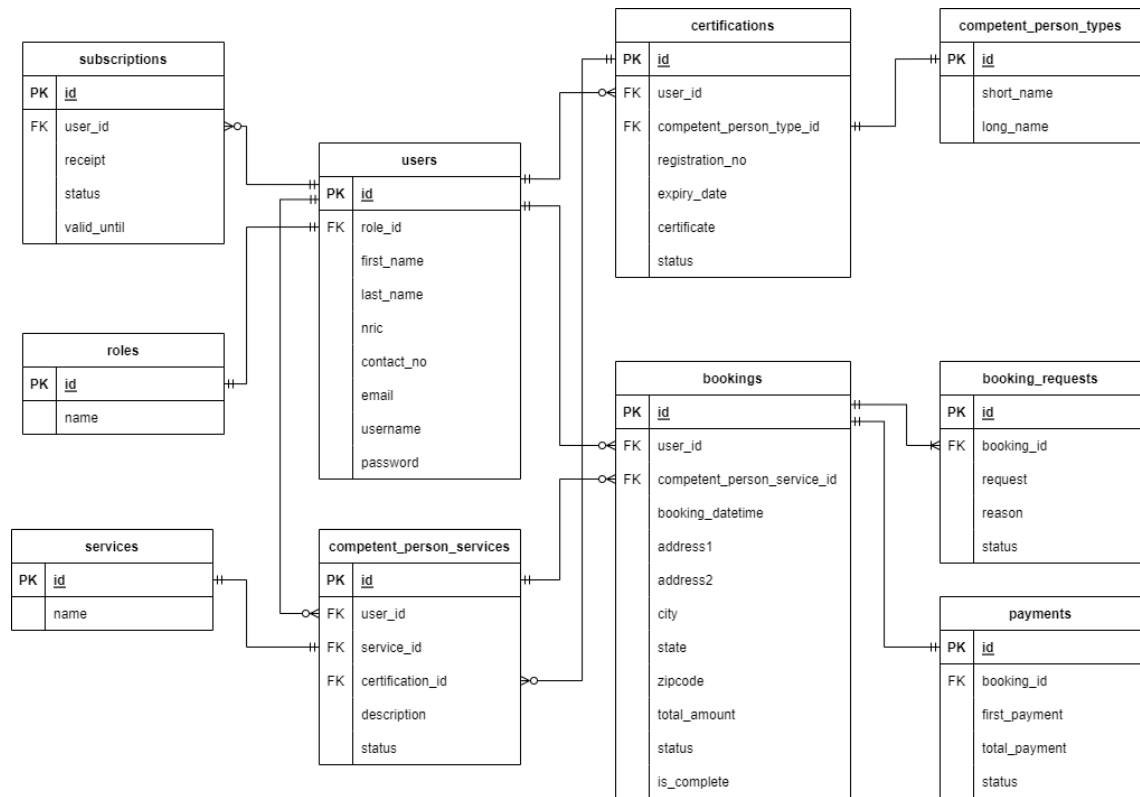 subscriptions
PK id
FK user_id
receipt
status
valid_until
roles
PK id
name
services
PK id
name
users
PK id
FK role_id
first_name
last_name
nric
contact_no
email
username
password
competent_person_services
PK id
FK user_id
FK service_id
FK certification_id
description
status
certifications
PK id
FK user_id
FK competent_person_type_id
registration_no
expiry_date
certificate
status
bookings
PK id
FK user_id
FK competent_person_service_id
booking_datetime
address1
address2
city
state
zipcode
total_amount
status
is_complete
competent_person_types
PK id
short_name
long_name
booking_requests
PK id
FK booking_id
request
reason
status
payments
PK id
FK booking_id
first_payment
total_payment
status